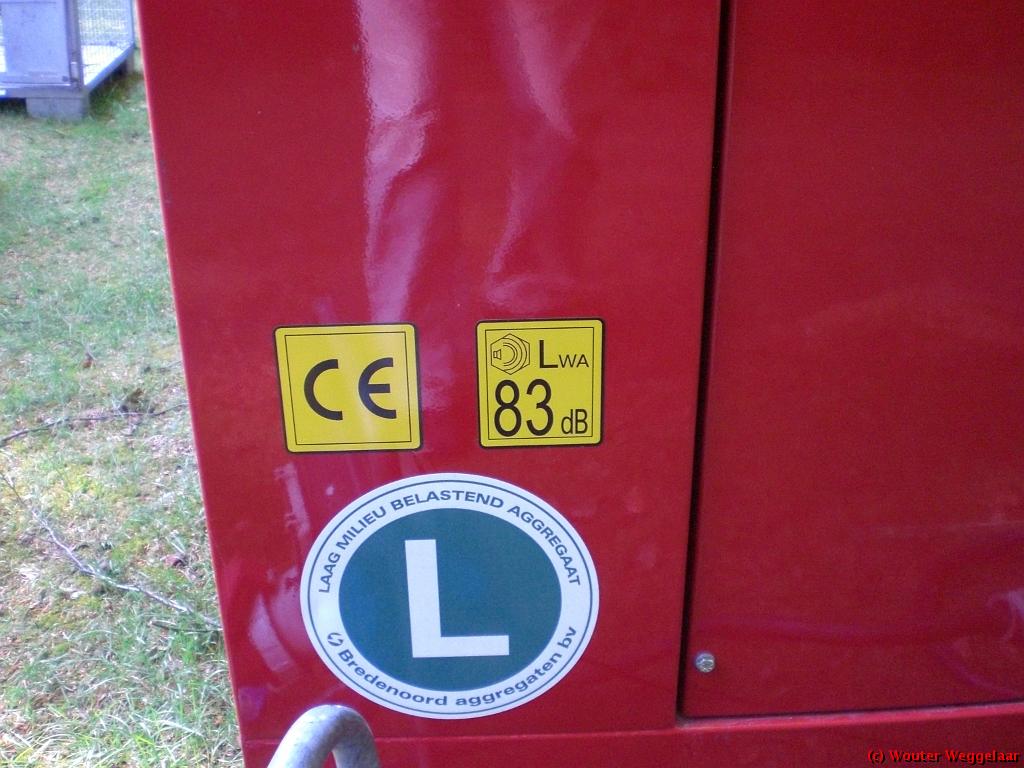 CE
LWA
83 dB
LAAG MILIEU BELASTEND AGGREGAAT
L
Bredenoord aggregaten bv
(c) Wouter Weggelaar